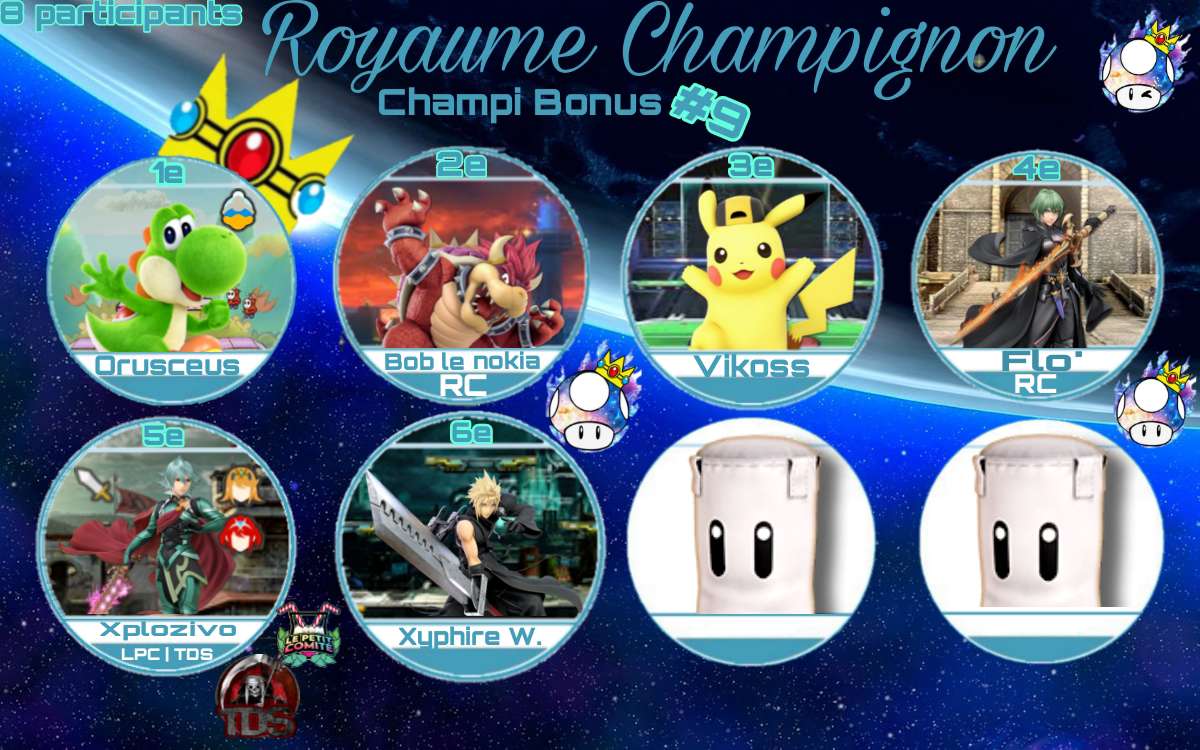 8 participants
Royaume Champignon
Champi Bonus #9
1e
2e
3e
4e
Orusceus
Bob le nokia
RC
Vikoss
Flo°
RC
5e
6e
Xplozivo
LPC | TDS
Xyphire W.
LE PETIT
COMITÉ
TDS